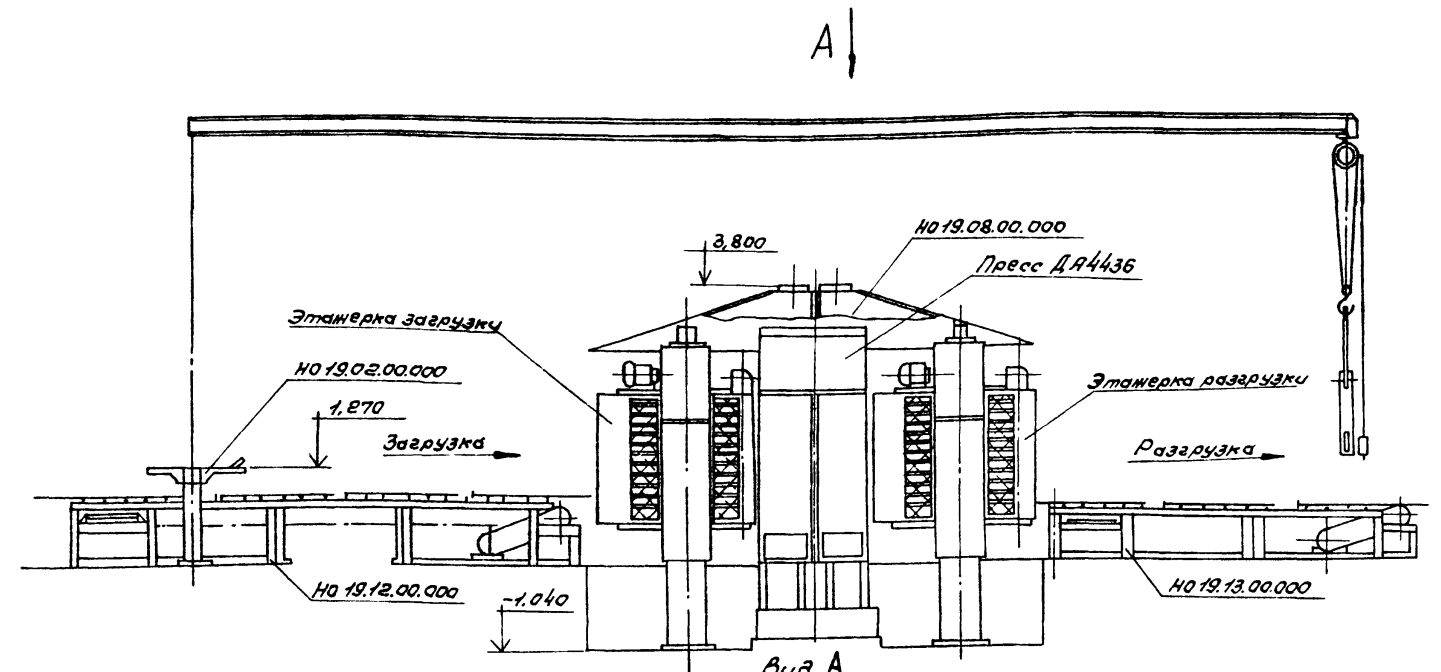 А
НО 19.08.00.000
3,800
Пресс ДА4436
Этажерка загрузки
НО 19.02.00.000
Этажерка разгрузки
1,270
Загрузка
Разгрузка
НО 19.12.00.000
-1,040
НО 19.13.00.000
Вид А